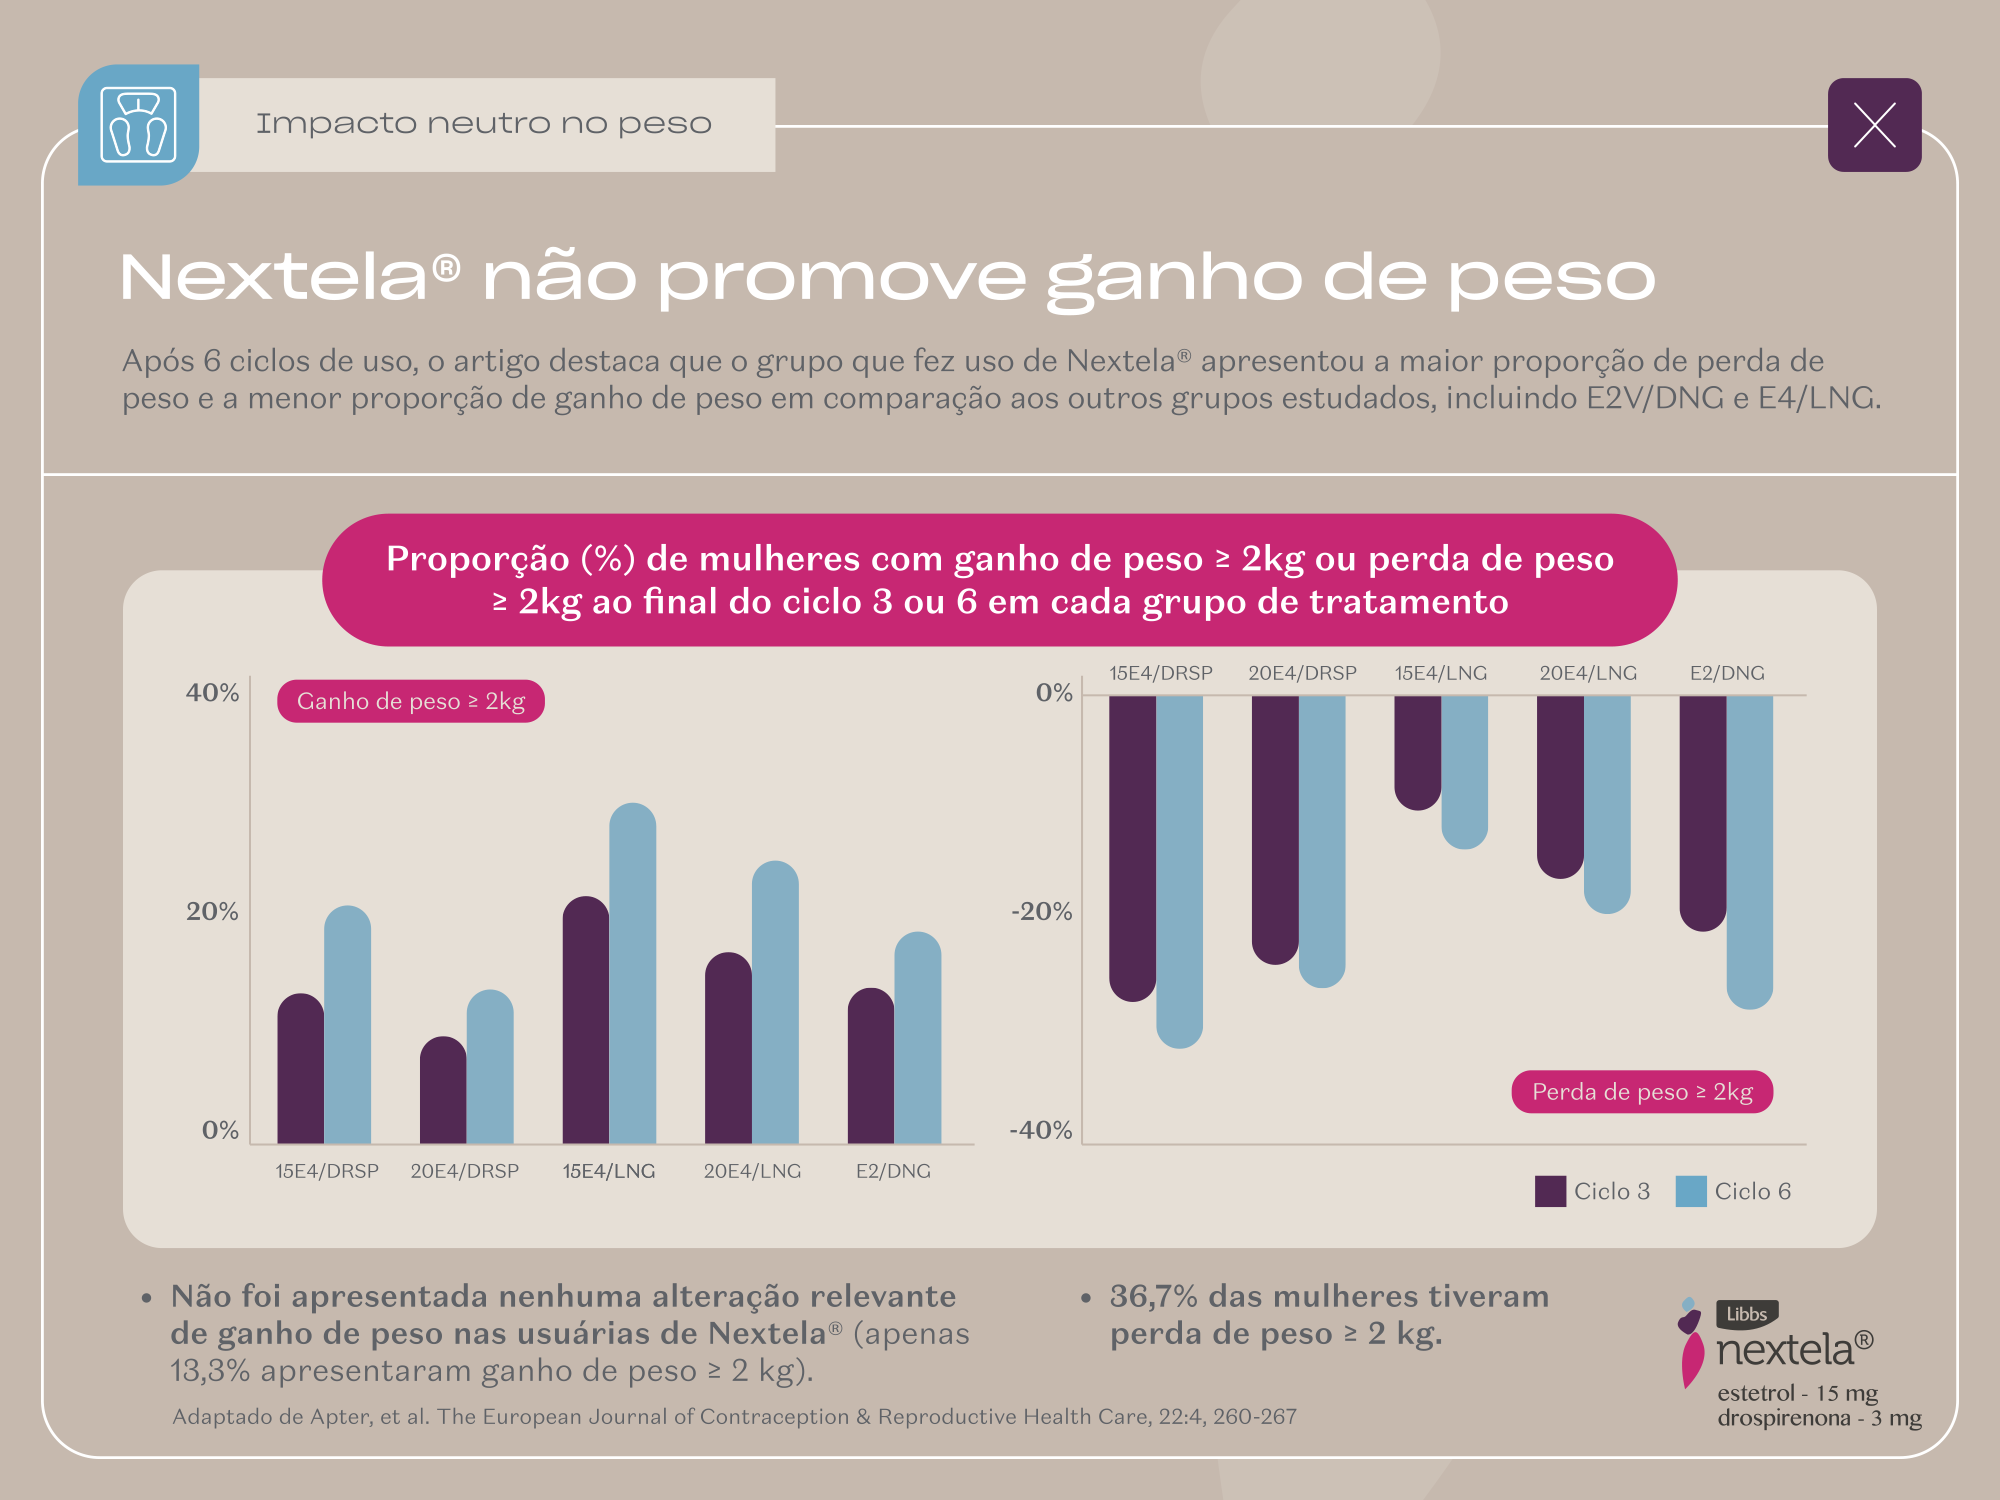 Impacto neutro no peso
Nextela® não promove ganho de peso
Após 6 ciclos de uso, o artigo destaca que o grupo que fez uso de Nextela® apresentou a maior proporção de perda de
peso e a menor proporção de ganho de peso em comparação aos outros grupos estudados, incluindo E2V/DNG e E4/LNG.
Proporção (%) de mulheres com ganho de peso ≥ 2kg ou perda de peso
≥ 2kg ao final do ciclo 3 ou 6 em cada grupo de tratamento
Ganho de peso ≥ 2kg
40%
20%
0%
15E4/DRSP 20E4/DRSP 15E4/LNG 20E4/LNG E2/DNG
15E4/DRSP 20E4/DRSP 15E4/LNG 20E4/LNG E2/DNG
0%
-20%
-40%
Perda de peso ≥ 2kg
Ciclo 3 Ciclo 6
• Não foi apresentada nenhuma alteração relevante
de ganho de peso nas usuárias de Nextela® (apenas
13,3% apresentaram ganho de peso ≥ 2 kg).
• 36,7% das mulheres tiveram
perda de peso ≥ 2 kg.
Adaptado de Apter, et al. The European Journal of Contraception & Reproductive Health Care, 22:4, 260-267
Libbs
nextela®
estetrol - 15 mg
drospirenona - 3 mg